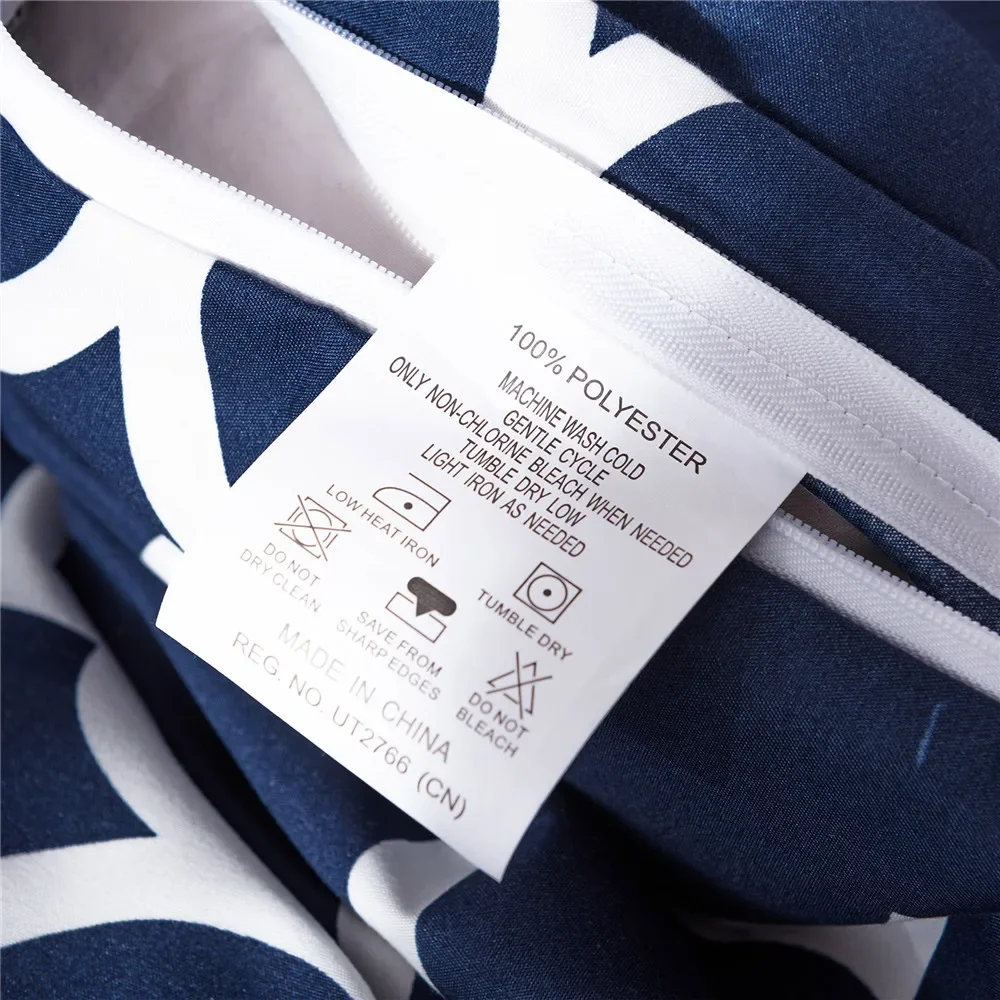 100% POLYESTER
MACHINE WASH COLD
GENTLE CYCLE
ONLY NON-CHLORINE BLEACH WHEN NEEDED
TUMBLE DRY LOW
LIGHT IRON AS NEEDED
LOW HEAT IRON
DO NOT
DRY CLEAN
TUMBLE DRY
SAVE FROM
SHARP EDGES
DO NOT
BLEACH
MADE IN CHINA
REG. NO. UT2766 (CN)